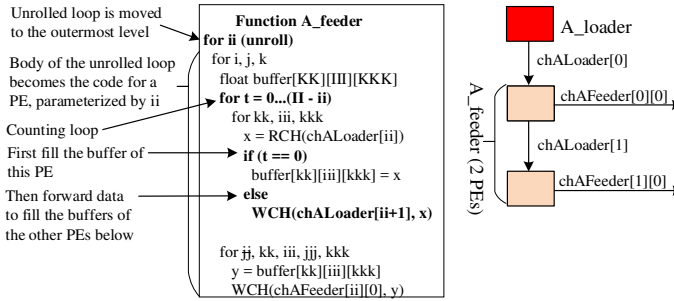 Unrolled loop is moved
to the outermost level
Body of the unrolled loop
becomes the code for a
PE, parameterized by ii
Counting loop
First fill the buffer of
this PE
Then forward data
to fill the buffers of
the other PEs below
Function A_feeder
for ii (unroll)
for i, j, k
float buffer[KK][III][KKK]
for t = 0...(II - ii)
for kk, iii, kkk
x = RCH(chALoader[ii])
if (t == 0)
buffer[kk][iii][kkk] = x
else
WCH(chALoader[ii+1], x)
for jj, kk, iii, jjj, kkk
y = buffer[kk][iii][kkk]
WCH(chAFeeder[ii][0], y)
A_loader
chALoader[0]
A_feeder (2 PEs)
chAFeeder[0][0]
chALoader[1]
chAFeeder[1][0]